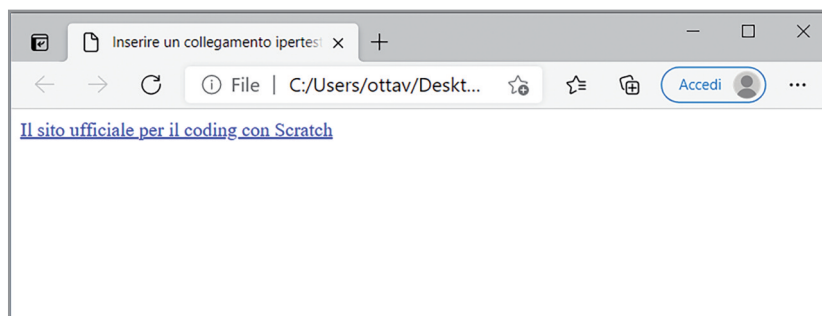 Inserire un collegamento ipertest
File | C:/Users/ottav/Deskt... Accedi
Il sito ufficiale per il coding con Scratch